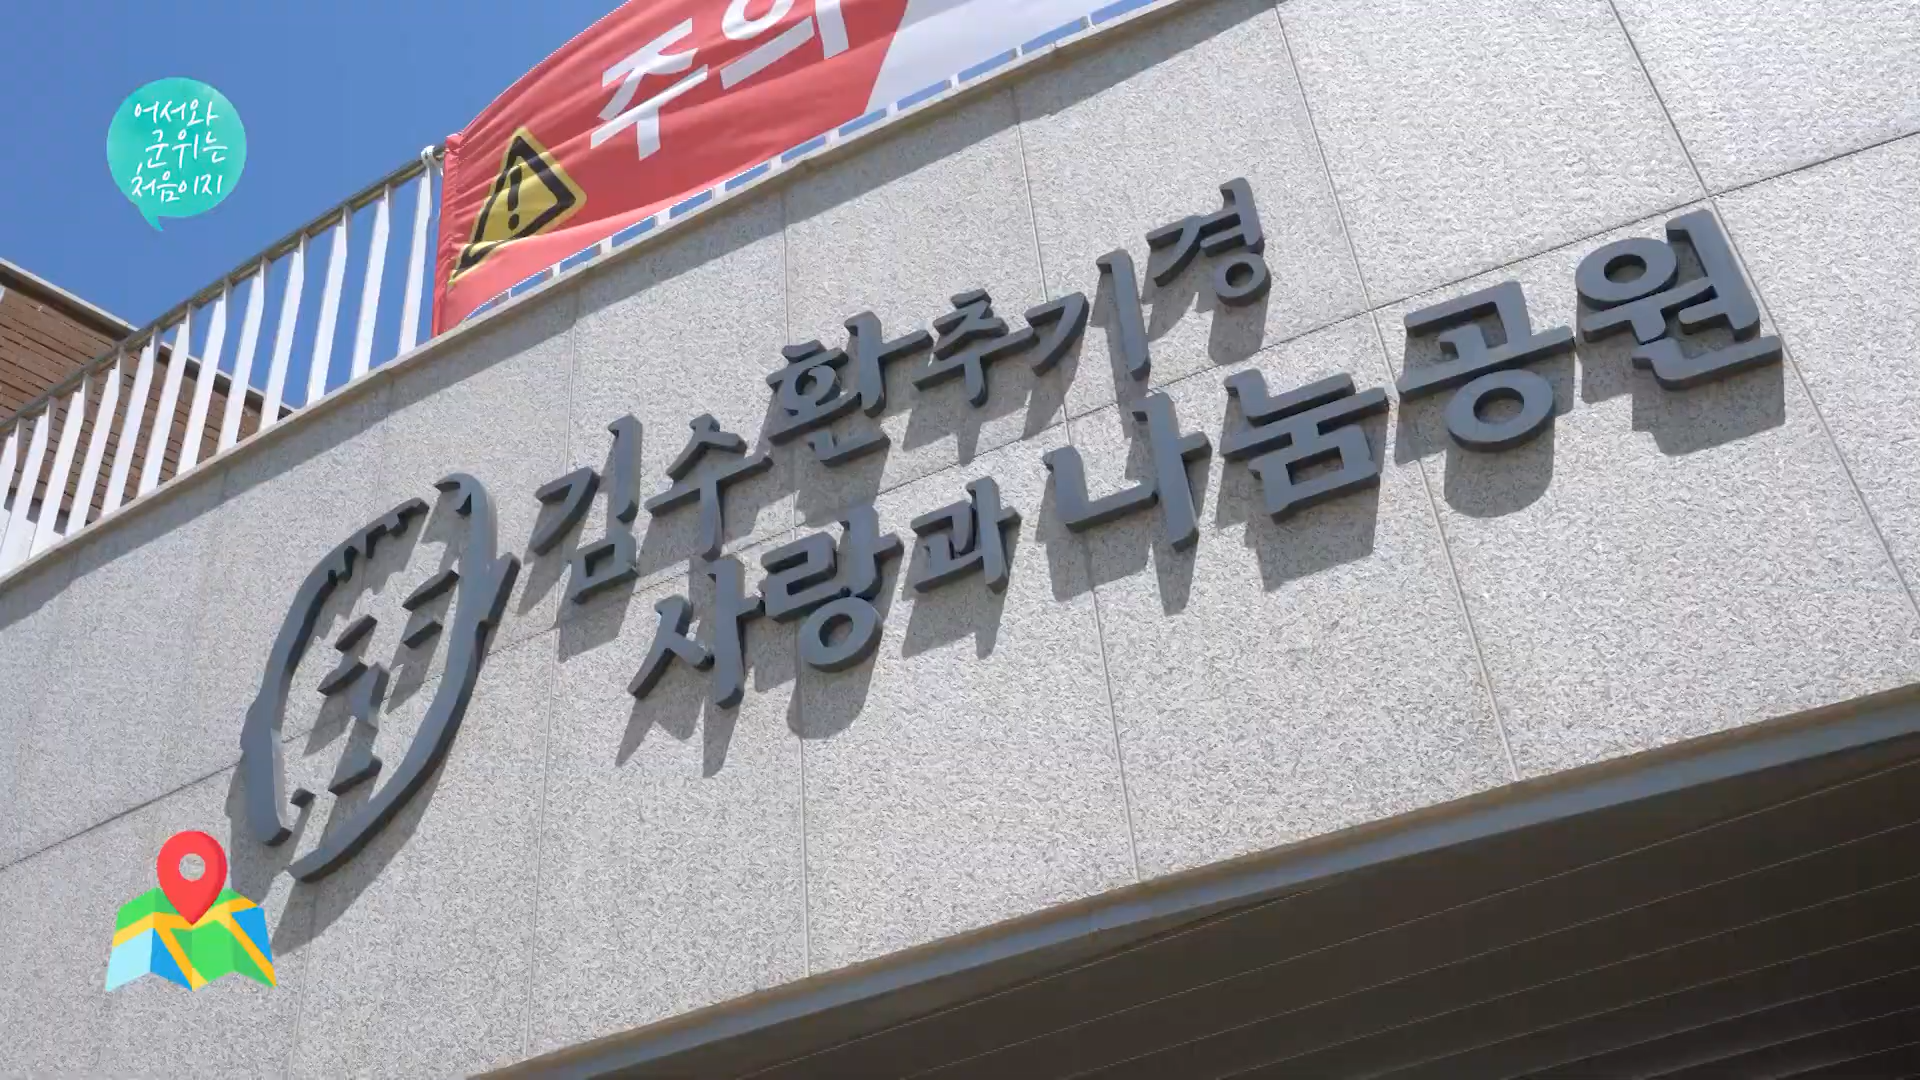 어서와
군위는
처음이지
주의
김수환추기경
사랑과나눔공원